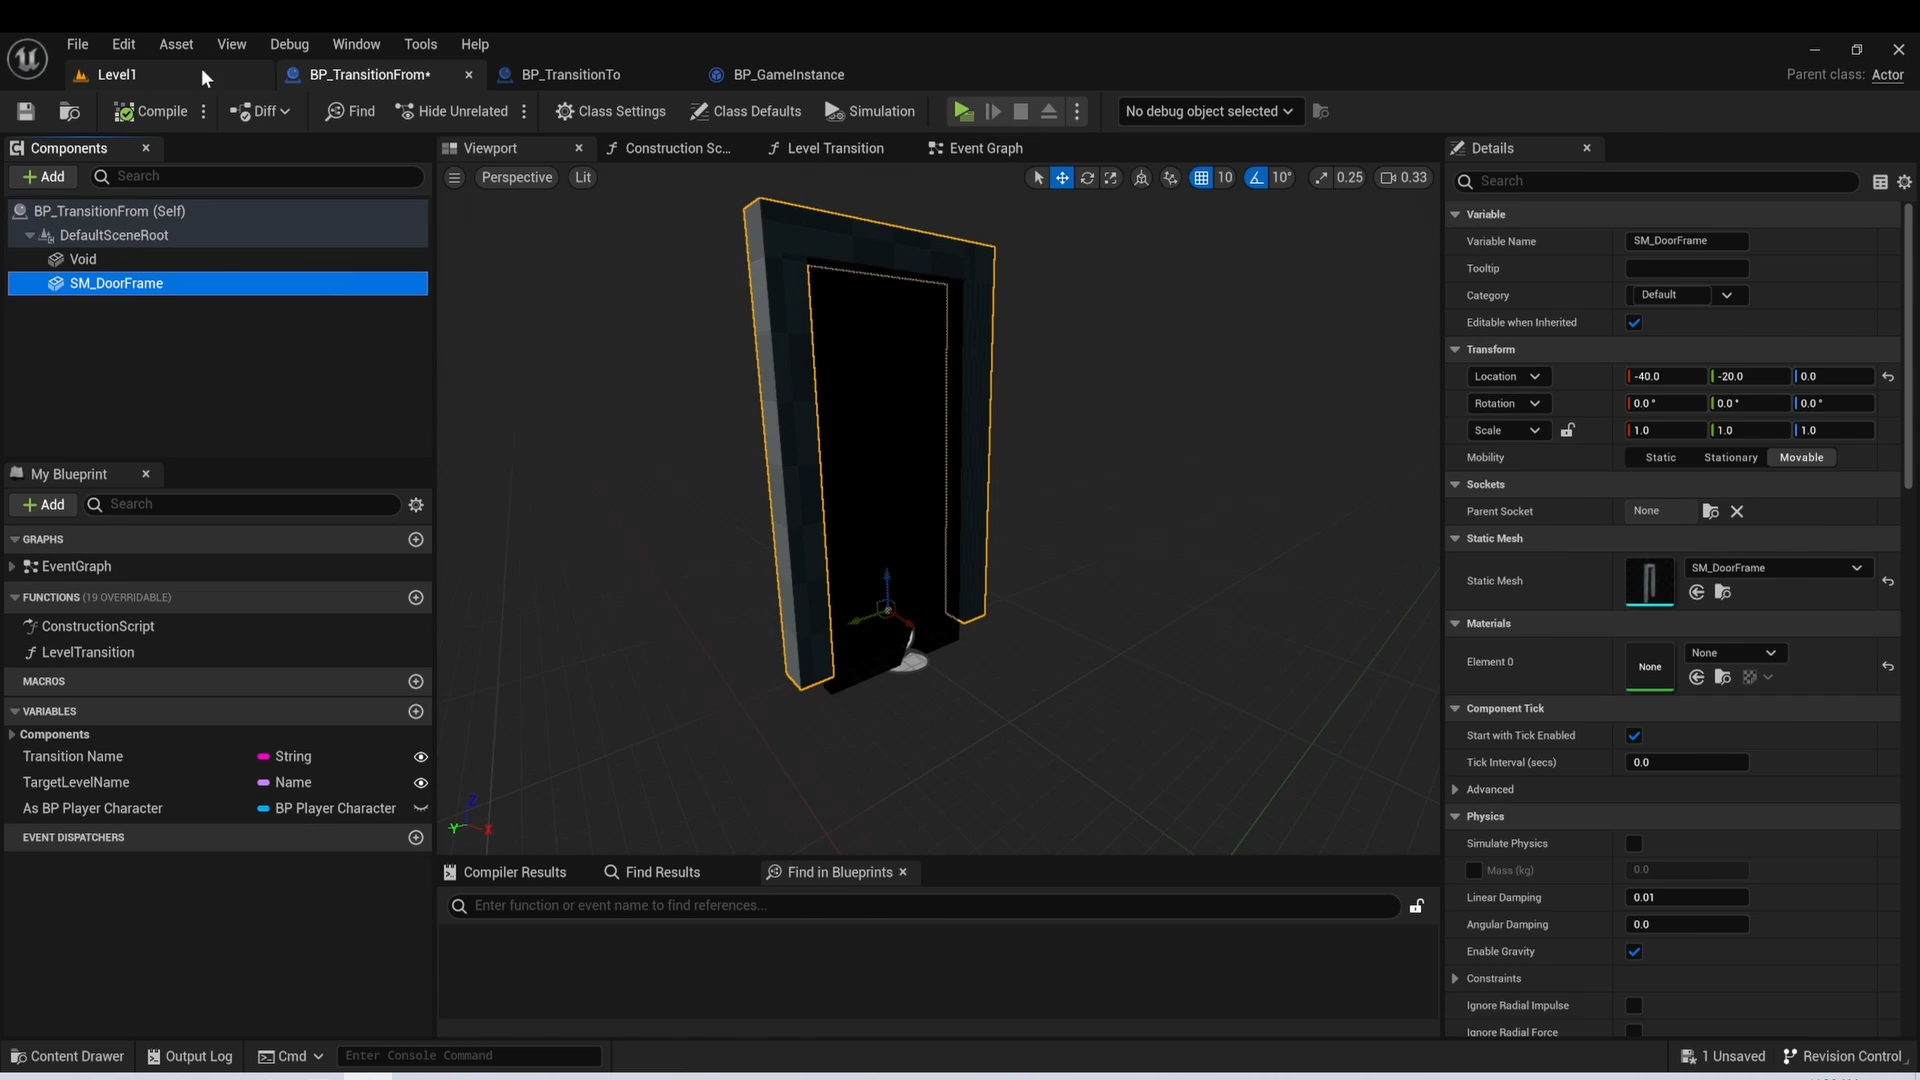 File Edit Asset View Debug Window Tools Help
Level1 BP_TransitionFrom* BP_TransitionTo BP_GameInstance Parent class: Actor
Compile Diff Find Hide Unrelated Class Settings Class Defaults Simulation No debug object selected
Components
Add Search
BP_TransitionFrom (Self)
DefaultSceneRoot
Void
SM_DoorFrame
My Blueprint
Add Search
GRAPHS
EventGraph
FUNCTIONS (19 OVERRIDABLE)
ConstructionScript
LevelTransition
MACROS
VARIABLES
Components
Transition Name String
TargetLevelName Name
As BP Player Character BP Player Character
EVENT DISPATCHERS
Viewport Construction Sc... Level Transition Event Graph
Perspective Lit 10 10° 0.25 0.33
Z
Y X
Compiler Results Find Results Find in Blueprints
Enter function or event name to find references...
Details
Search
Variable
Variable Name SM_DoorFrame
Tooltip
Category Default
Editable when Inherited
Transform
Location -40.0 -20.0 0.0
Rotation 0.0° 0.0° 0.0°
Scale 1.0 1.0 1.0
Mobility Static Stationary Movable
Sockets
Parent Socket None
Static Mesh
Static Mesh SM_DoorFrame
Materials
Element 0 None None
Component Tick
Start with Tick Enabled
Tick Interval (secs) 0.0
Advanced
Physics
Simulate Physics
Mass (kg) 0.0
Linear Damping 0.01
Angular Damping 0.0
Enable Gravity
Constraints
Ignore Radial Impulse
Ignore Radial Force
Content Drawer Output Log Cmd Enter Console Command 1 Unsaved Revision Control